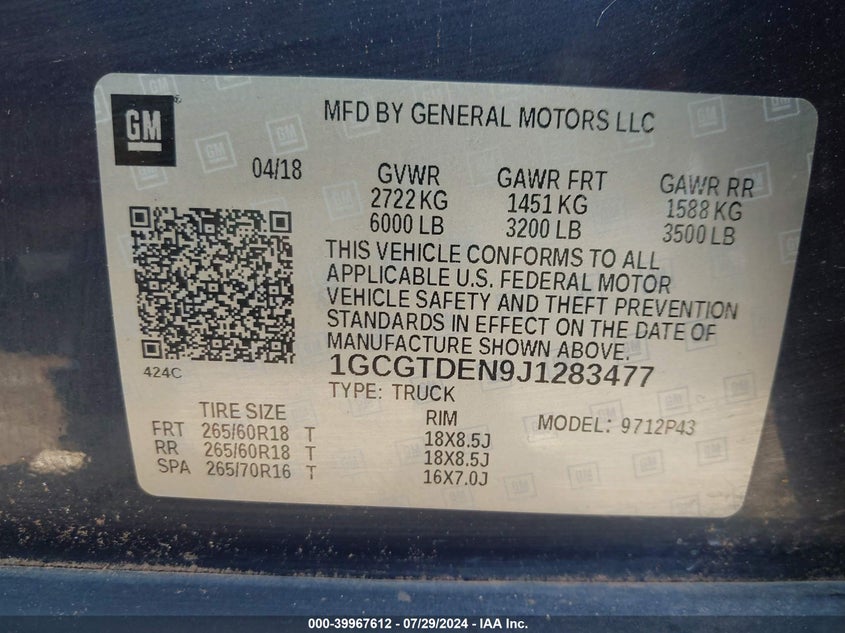 GM ®
MFD BY GENERAL MOTORS LLC
04/18 GVWR GAWR FRT GAWR RR
2722 KG 1451 KG 1588 KG
6000 LB 3200 LB 3500 LB
THIS VEHICLE CONFORMS TO ALL
APPLICABLE U.S. FEDERAL MOTOR
VEHICLE SAFETY AND THEFT PREVENTION
STANDARDS IN EFFECT ON THE DATE OF
MANUFACTURE SHOWN ABOVE.
424C
1GCGTDEN9J1283477
TYPE: TRUCK
TIRE SIZE RIM MODEL: 9712P43
FRT 265/60R18 T 18X8.5J
RR 265/60R18 T 18X8.5J
SPA 265/70R16 T 16X7.0J
000-39967612 - 07/29/2024 - IAA Inc.